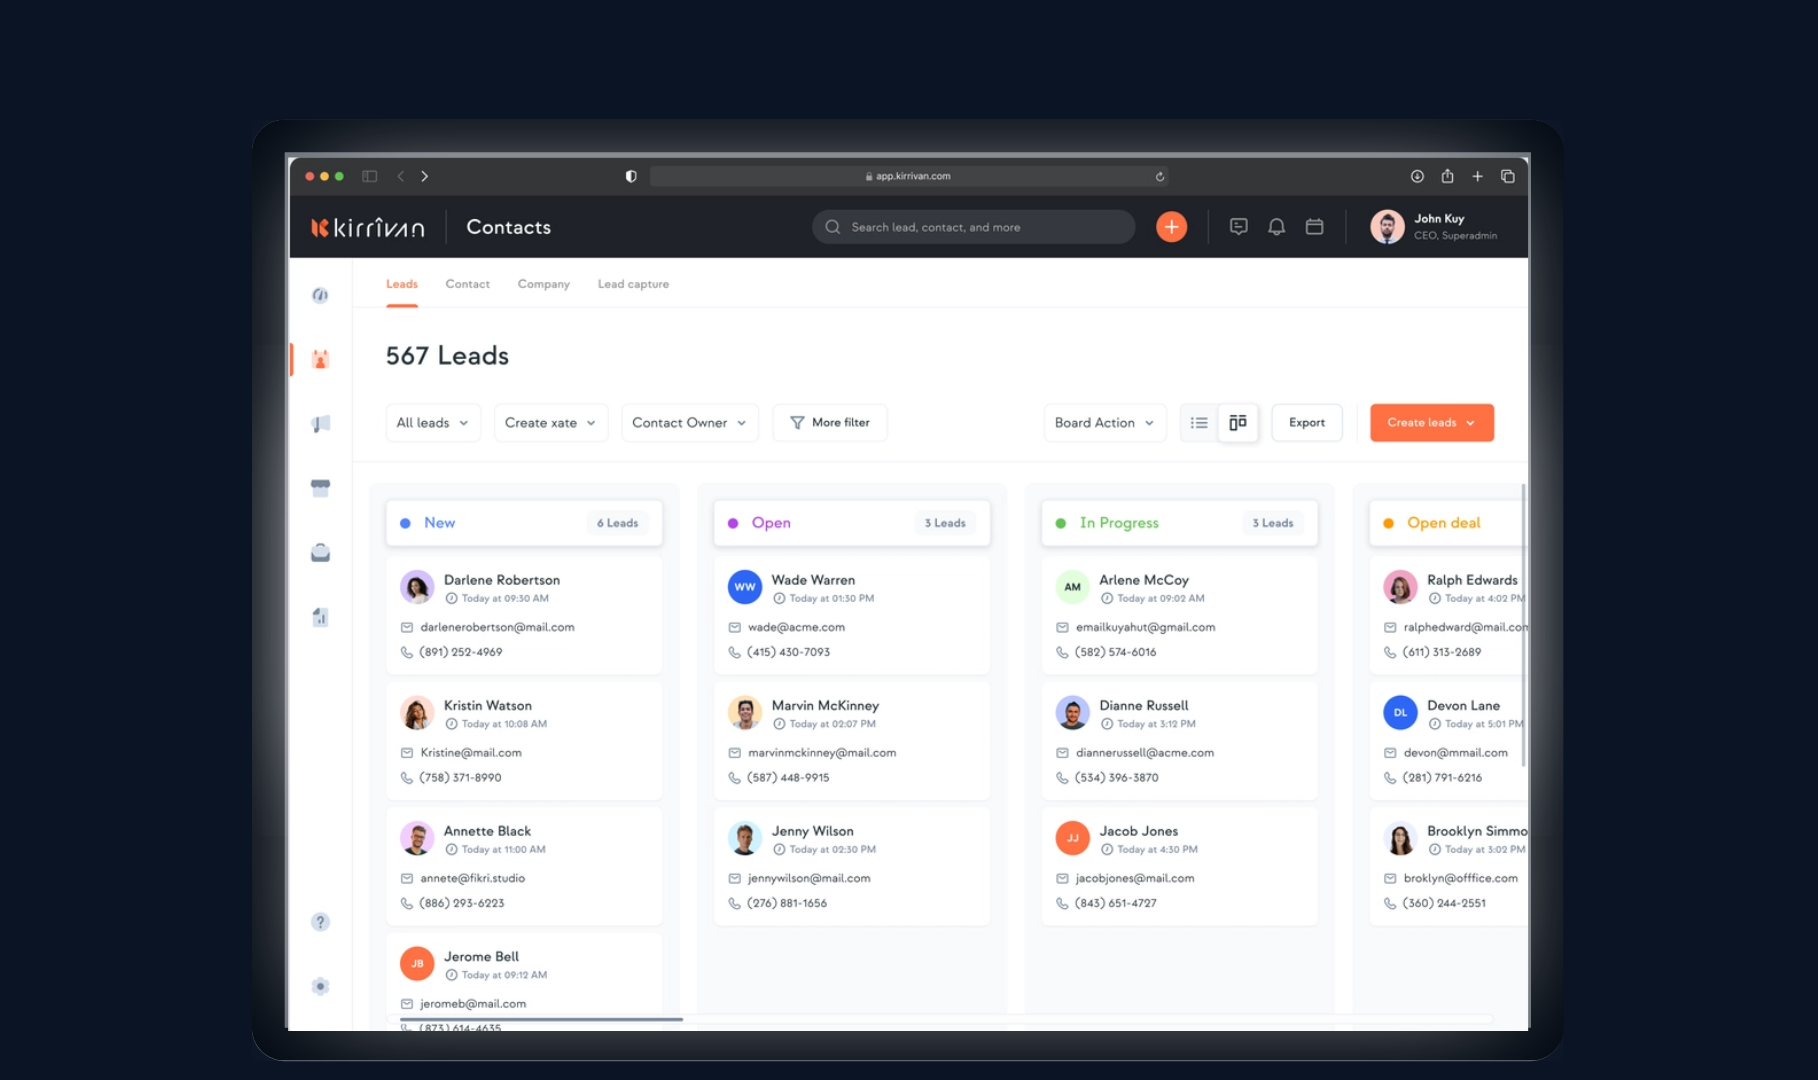 app.kirrivan.com
kirrivan
Contacts
Search lead, contact, and more
John Kuy
CEO, Superadmin
Leads
Contact
Company
Lead capture
567 Leads
All leads
Create xate
Contact Owner
More filter
Board Action
Export
Create leads
New
6 Leads
Darlene Robertson
Today at 09:30 AM
darlenerobertson@mail.com
(891) 252-4969
Kristin Watson
Today at 10:08 AM
Kristine@mail.com
(758) 371-8990
Annette Black
Today at 11:00 AM
annete@fikri.studio
(886) 293-6223
JB
Jerome Bell
Today at 09:12 AM
jeromeb@mail.com
(873) 614-4635
Open
3 Leads
WW
Wade Warren
Today at 01:30 PM
wade@acme.com
(415) 430-7093
Marvin McKinney
Today at 02:07 PM
marvinmckinney@mail.com
(587) 448-9915
Jenny Wilson
Today at 02:30 PM
jennywilson@mail.com
(276) 881-1656
In Progress
3 Leads
AM
Arlene McCoy
Today at 09:02 AM
emailkuyahut@gmail.com
(582) 574-6016
Dianne Russell
Today at 3:12 PM
diannerussell@acme.com
(534) 396-3870
JJ
Jacob Jones
Today at 4:30 PM
jacobjones@mail.com
(843) 651-4727
Open deal
Ralph Edwards
Today at 4:02 PM
ralphedward@mail.com
(611) 313-2689
DL
Devon Lane
Today at 5:01 PM
devon@mmail.com
(281) 791-6216
Brooklyn Simmo
Today at 3:02 PM
broklyn@offfice.com
(360) 244-2551